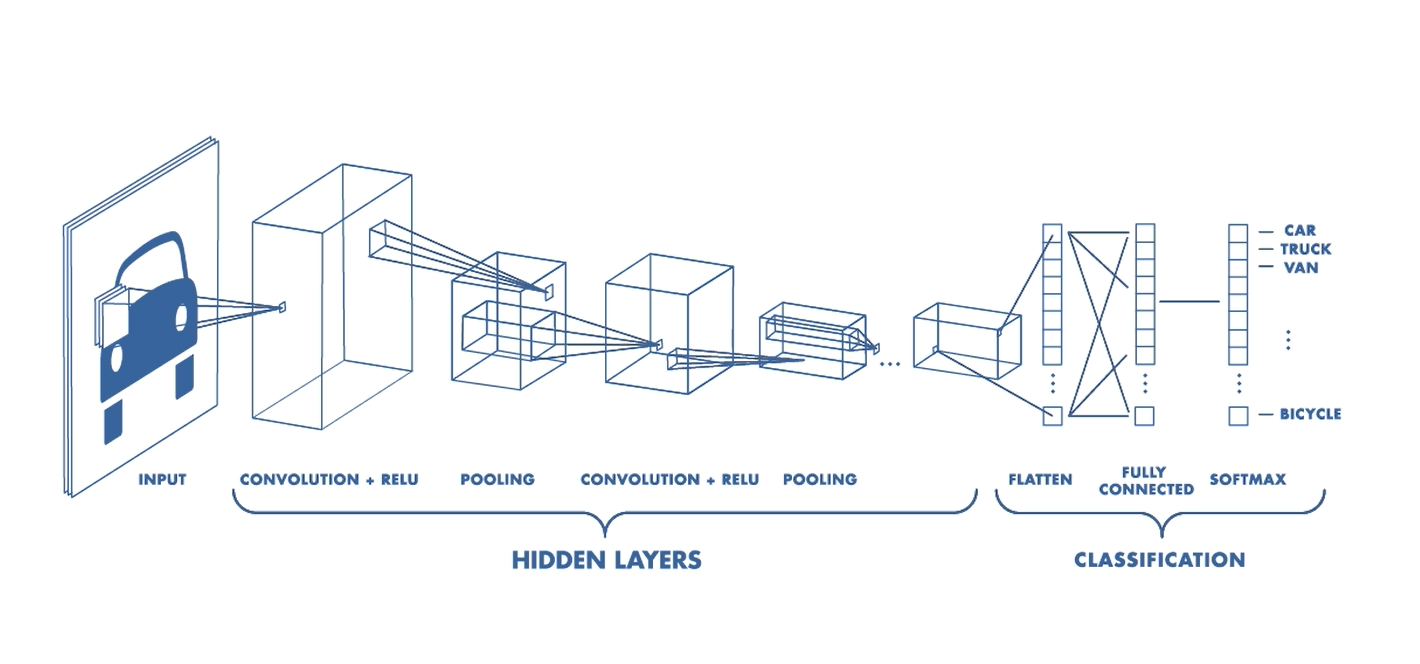 CAR
TRUCK
VAN
BICYCLE
INPUT
CONVOLUTION + RELU
POOLING
CONVOLUTION + RELU
POOLING
FLATTEN
FULLY
CONNECTED
SOFTMAX
HIDDEN LAYERS
CLASSIFICATION